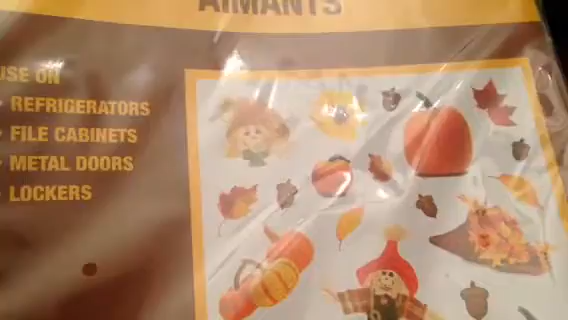 AIMANTS
USE ON
• REFRIGERATORS
• FILE CABINETS
• METAL DOORS
• LOCKERS